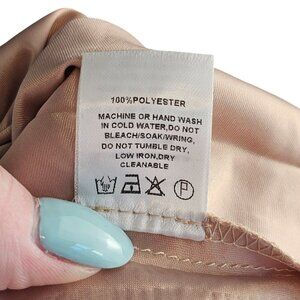 100%POLYESTER
MACHINE OR HAND WASH
IN COLD WATER,DO NOT
BLEACH/SOAK/WRING,
DO NOT TUMBLE DRY,
LOW IRON,DRY
CLEANABLE
P